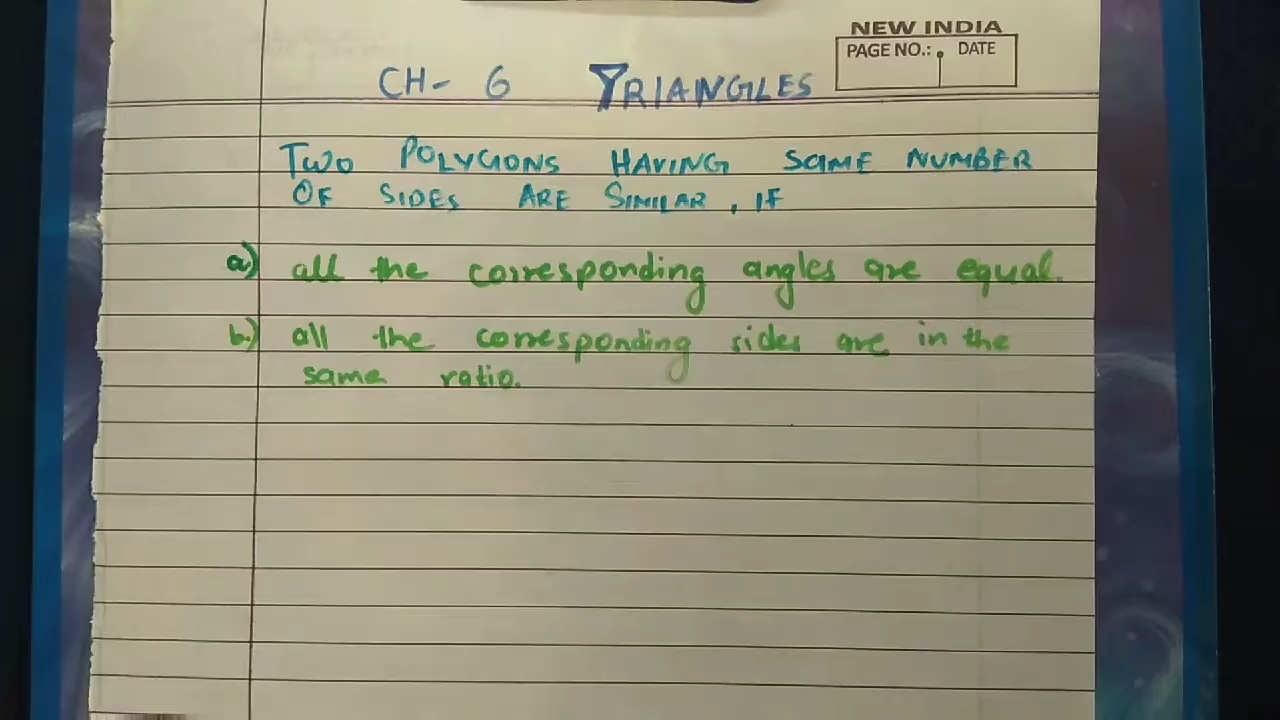 NEW INDIA
PAGE NO.: DATE
CH- 6 TRIANGLES
TWO POLYGONS HAVING SAME NUMBER
OF SIDES ARE SIMILAR, IF
a) all the corresponding angles are equal.
b.) all the corresponding sides are in the
same ratio.